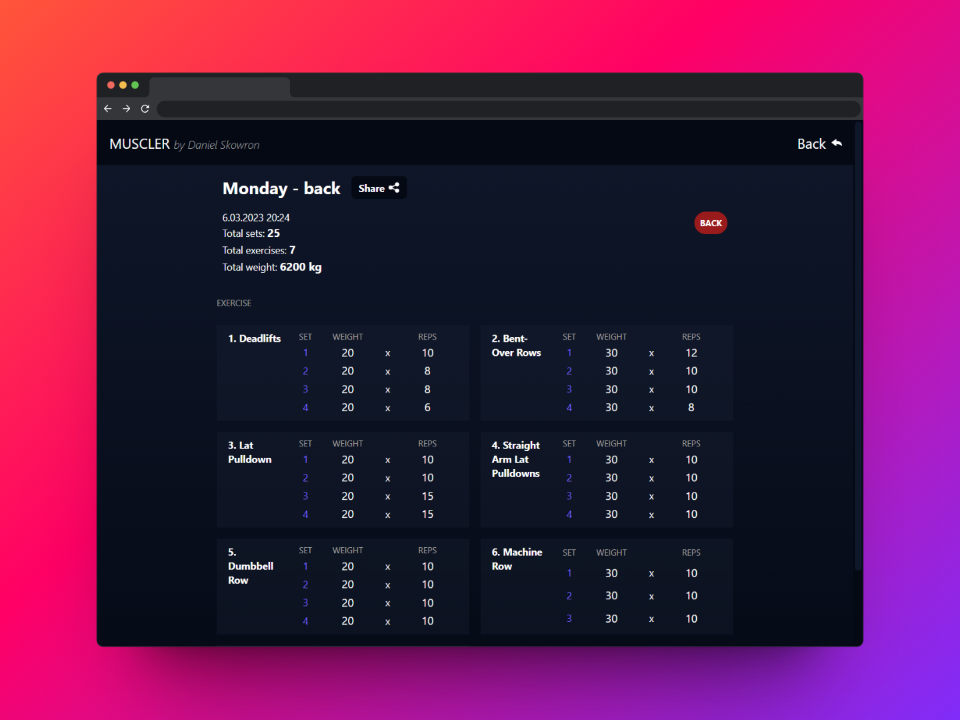 MUSCLER by Daniel Skowron
Back
Monday - back
Share
6.03.2023 20:24
BACK
Total sets: 25
Total exercises: 7
Total weight: 6200 kg
EXERCISE
1. Deadlifts
SET WEIGHT REPS
1 20 x 10
2 20 x 8
3 20 x 8
4 20 x 6
2. Bent-
Over Rows
SET WEIGHT REPS
1 30 x 12
2 30 x 10
3 30 x 10
4 30 x 8
3. Lat
Pulldown
SET WEIGHT REPS
1 20 x 10
2 20 x 10
3 20 x 15
4 20 x 15
4. Straight
Arm Lat
Pulldowns
SET WEIGHT REPS
1 30 x 10
2 30 x 10
3 30 x 10
4 30 x 10
5.
Dumbbell
Row
SET WEIGHT REPS
1 20 x 10
2 20 x 10
3 20 x 10
4 20 x 10
6. Machine
Row
SET WEIGHT REPS
1 30 x 10
2 30 x 10
3 30 x 10